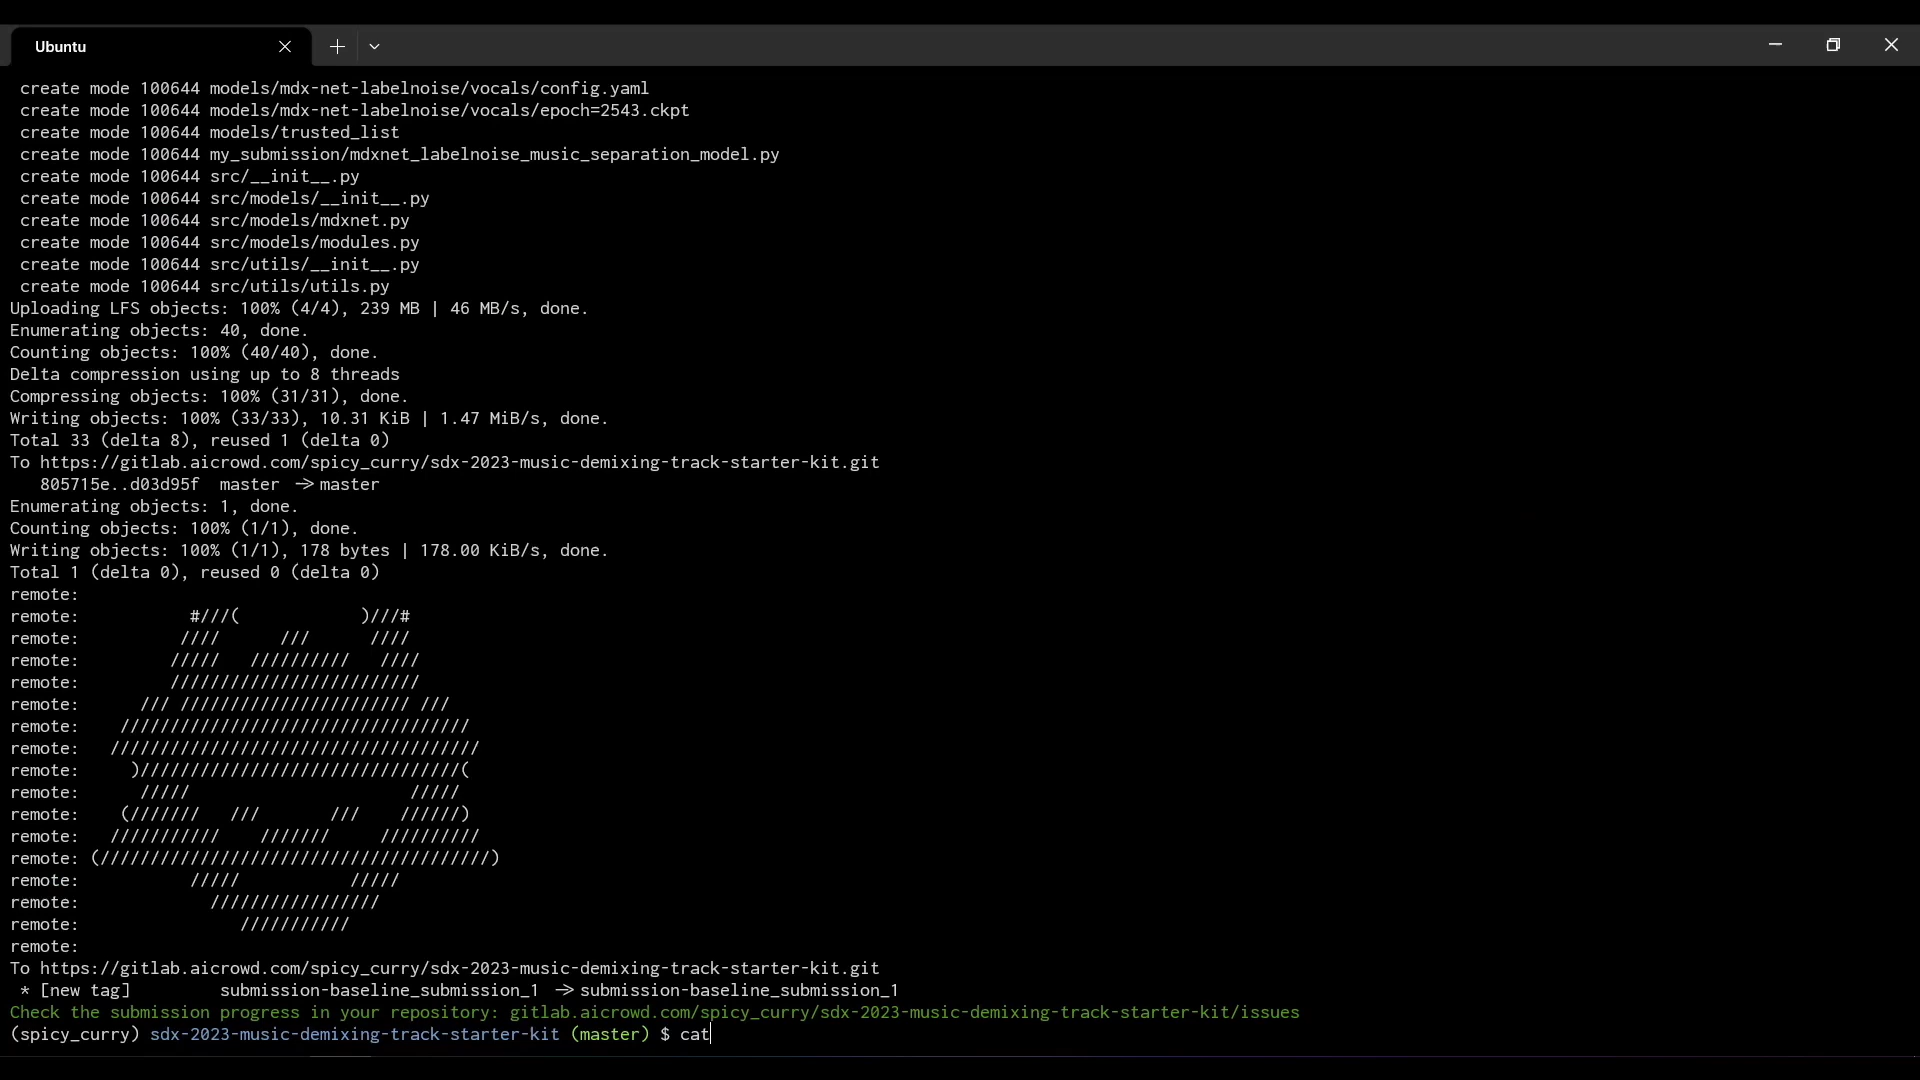 Ubuntu
 create mode 100644 models/mdx-net-labelnoise/vocals/config.yaml
 create mode 100644 models/mdx-net-labelnoise/vocals/epoch=2543.ckpt
 create mode 100644 models/trusted_list
 create mode 100644 my_submission/mdxnet_labelnoise_music_separation_model.py
 create mode 100644 src/__init__.py
 create mode 100644 src/models/__init__.py
 create mode 100644 src/models/mdxnet.py
 create mode 100644 src/models/modules.py
 create mode 100644 src/utils/__init__.py
 create mode 100644 src/utils/utils.py
Uploading LFS objects: 100% (4/4), 239 MB | 46 MB/s, done.
Enumerating objects: 40, done.
Counting objects: 100% (40/40), done.
Delta compression using up to 8 threads
Compressing objects: 100% (31/31), done.
Writing objects: 100% (33/33), 10.31 KiB | 1.47 MiB/s, done.
Total 33 (delta 8), reused 1 (delta 0)
To https://gitlab.aicrowd.com/spicy_curry/sdx-2023-music-demixing-track-starter-kit.git
   805715e..d03d95f  master -> master
Enumerating objects: 1, done.
Counting objects: 100% (1/1), done.
Writing objects: 100% (1/1), 178 bytes | 178.00 KiB/s, done.
Total 1 (delta 0), reused 0 (delta 0)
remote:
remote:           #///(            )///#
remote:          ////      ///      ////
remote:         /////   //////////   ////
remote:         /////////////////////////
remote:      /// /////////////////////// ///
remote:    ///////////////////////////////////
remote:   /////////////////////////////////////
remote:     )////////////////////////////////(
remote:      /////                      /////
remote:    (///////   ///       ///    //////)
remote:   ///////////    ///////     //////////
remote: (///////////////////////////////////////)
remote:           /////           /////
remote:             /////////////////
remote:                ///////////
remote:
To https://gitlab.aicrowd.com/spicy_curry/sdx-2023-music-demixing-track-starter-kit.git
 * [new tag]         submission-baseline_submission_1 -> submission-baseline_submission_1
Check the submission progress in your repository: gitlab.aicrowd.com/spicy_curry/sdx-2023-music-demixing-track-starter-kit/issues
(spicy_curry) sdx-2023-music-demixing-track-starter-kit (master) $ cat